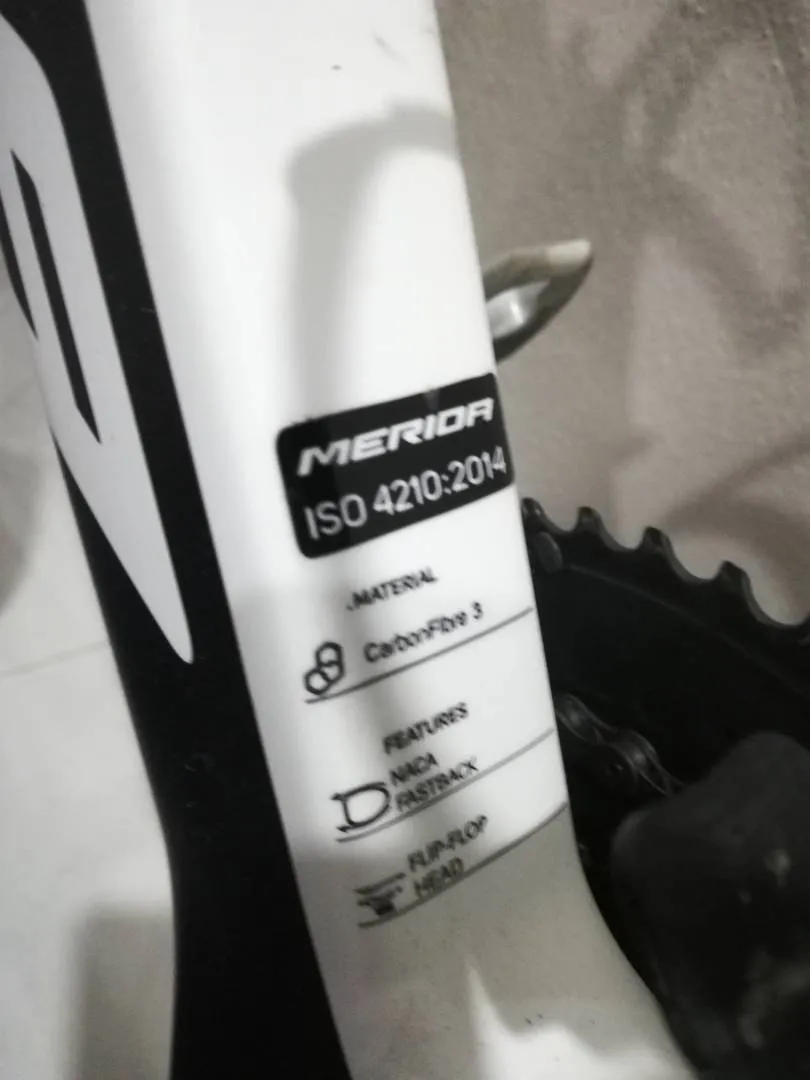 MERIDA
ISO 4210:2014
MATERIAL
CarbonFibre 3
FEATURES
NACA
FASTBACK
FLIP-FLOP
HEAD